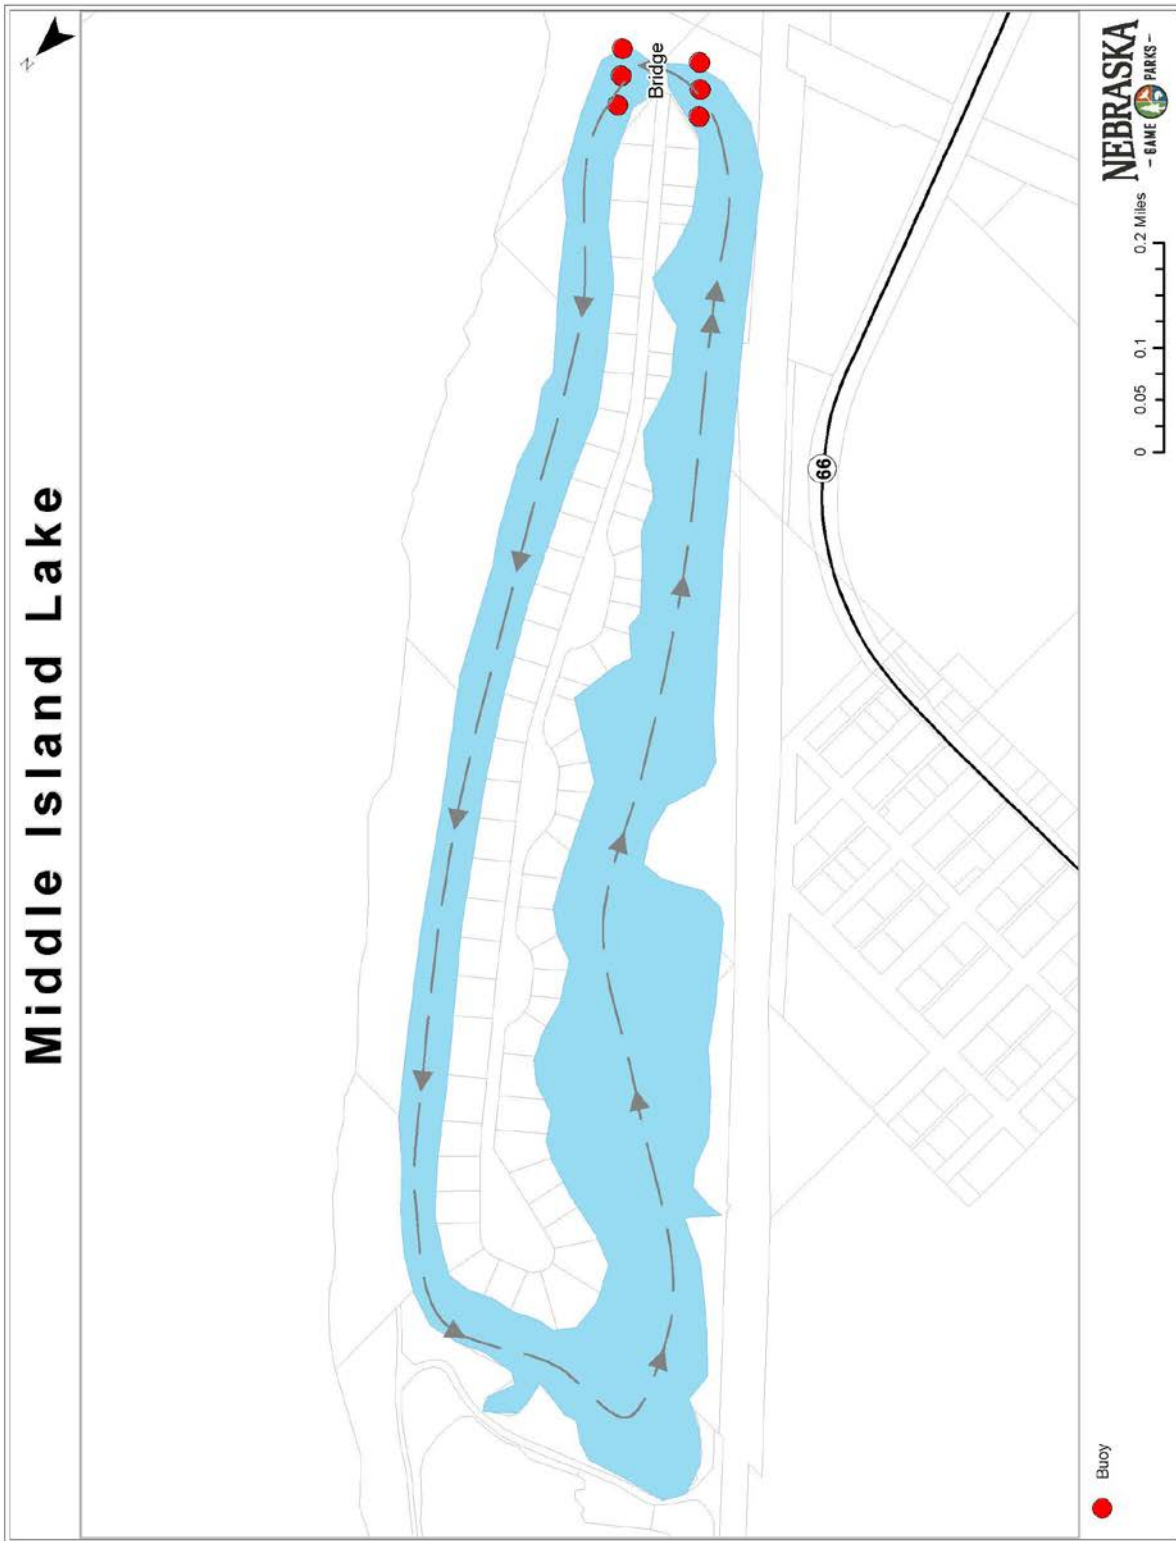 Middle Island Lake
N
Bridge
66
Buoy
0 0.05 0.1 0.2 Miles
NEBRASKA
- GAME PARKS -